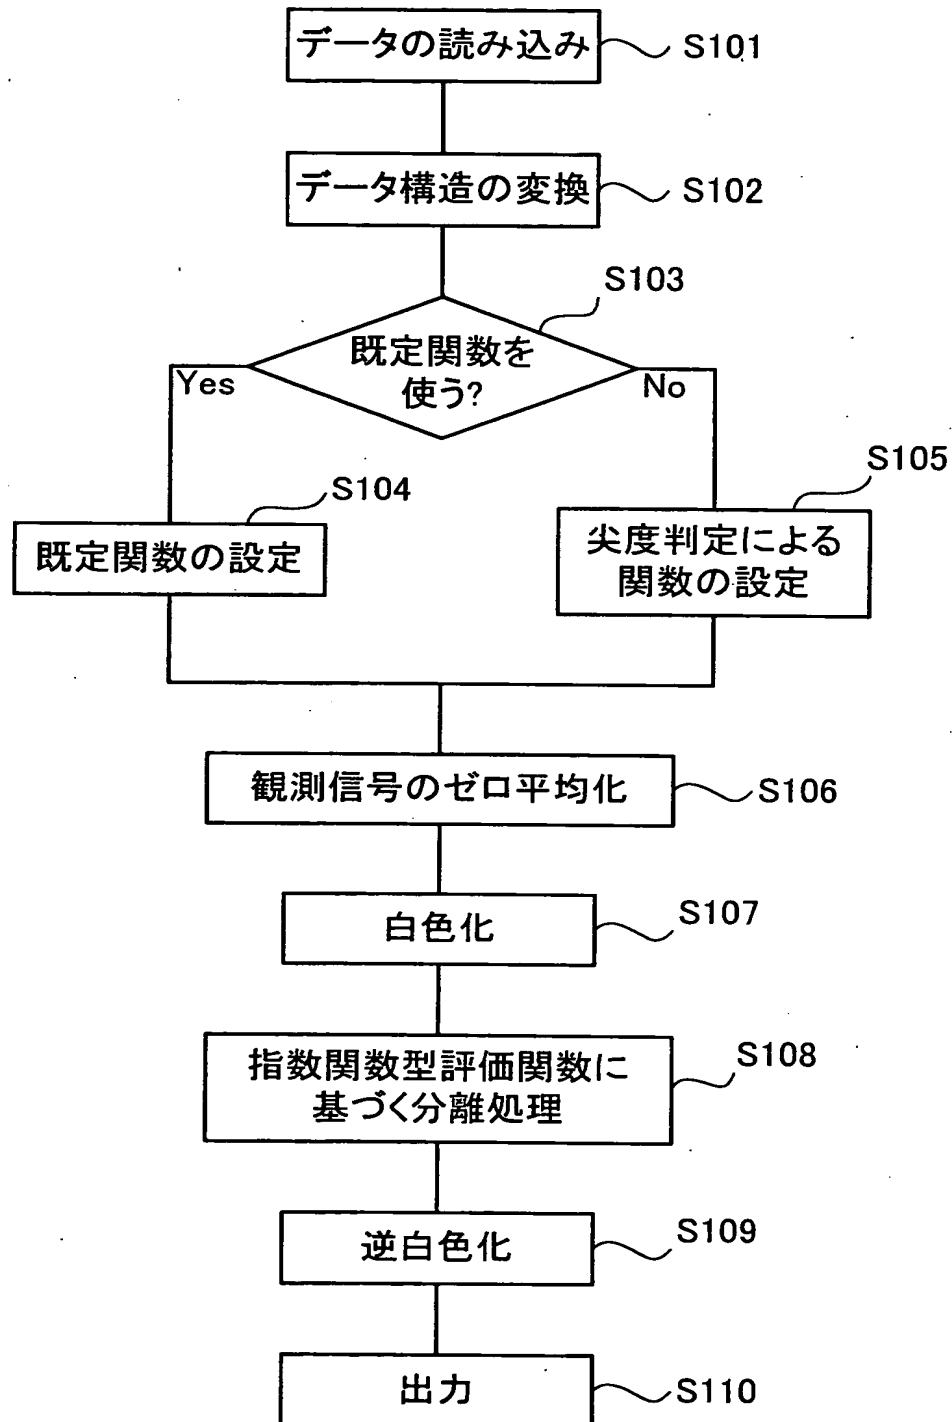 データの読み込み
S101
データ構造の変換
S102
S103
既定関数を
使う?
Yes
No
S104
既定関数の設定
S105
尖度判定による
関数の設定
観測信号のゼロ平均化
S106
白色化
S107
指数関数型評価関数に
基づく分離処理
S108
逆白色化
S109
出力
S110